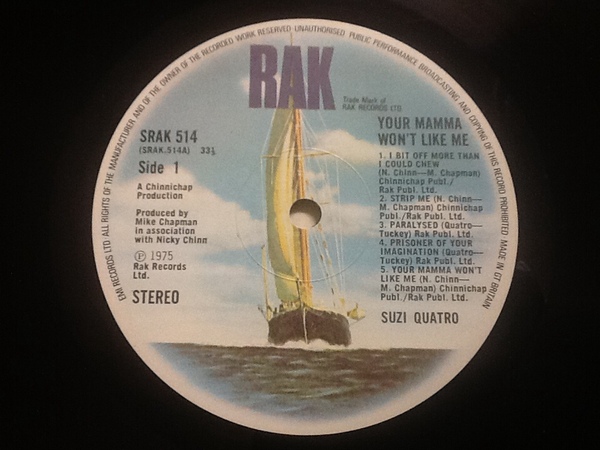 EMI RECORDS LTD ALL RIGHTS OF THE MANUFACTURER AND OF THE OWNER OF THE RECORDED WORK RESERVED UNAUTHORISED PUBLIC PERFORMANCE BROADCASTING AND COPYING OF THIS RECORD PROHIBITED MADE IN GT BRITAIN
RAK
Trade Mark of
RAK RECORDS LTD.
SRAK 514
(SRAK.514A) 33⅓
Side 1
A Chinnichap
Production
Produced by
Mike Chapman
in association
with Nicky Chinn
Ⓟ 1975
Rak Records
Ltd.
STEREO
YOUR MAMMA
WON'T LIKE ME
1. I BIT OFF MORE THAN
I COULD CHEW
(N. Chinn—M. Chapman)
Chinnichap Publ./
Rak Publ. Ltd.
2. STRIP ME (N. Chinn—
M. Chapman) Chinnichap
Publ./Rak Publ. Ltd.
3. PARALYSED (Quatro—
Tuckey) Rak Publ. Ltd.
4. PRISONER OF YOUR
IMAGINATION (Quatro—
Tuckey) Rak Publ. Ltd.
5. YOUR MAMMA WON'T
LIKE ME (N. Chinn—
M. Chapman) Chinnichap
Publ./Rak Publ. Ltd.
SUZI QUATRO